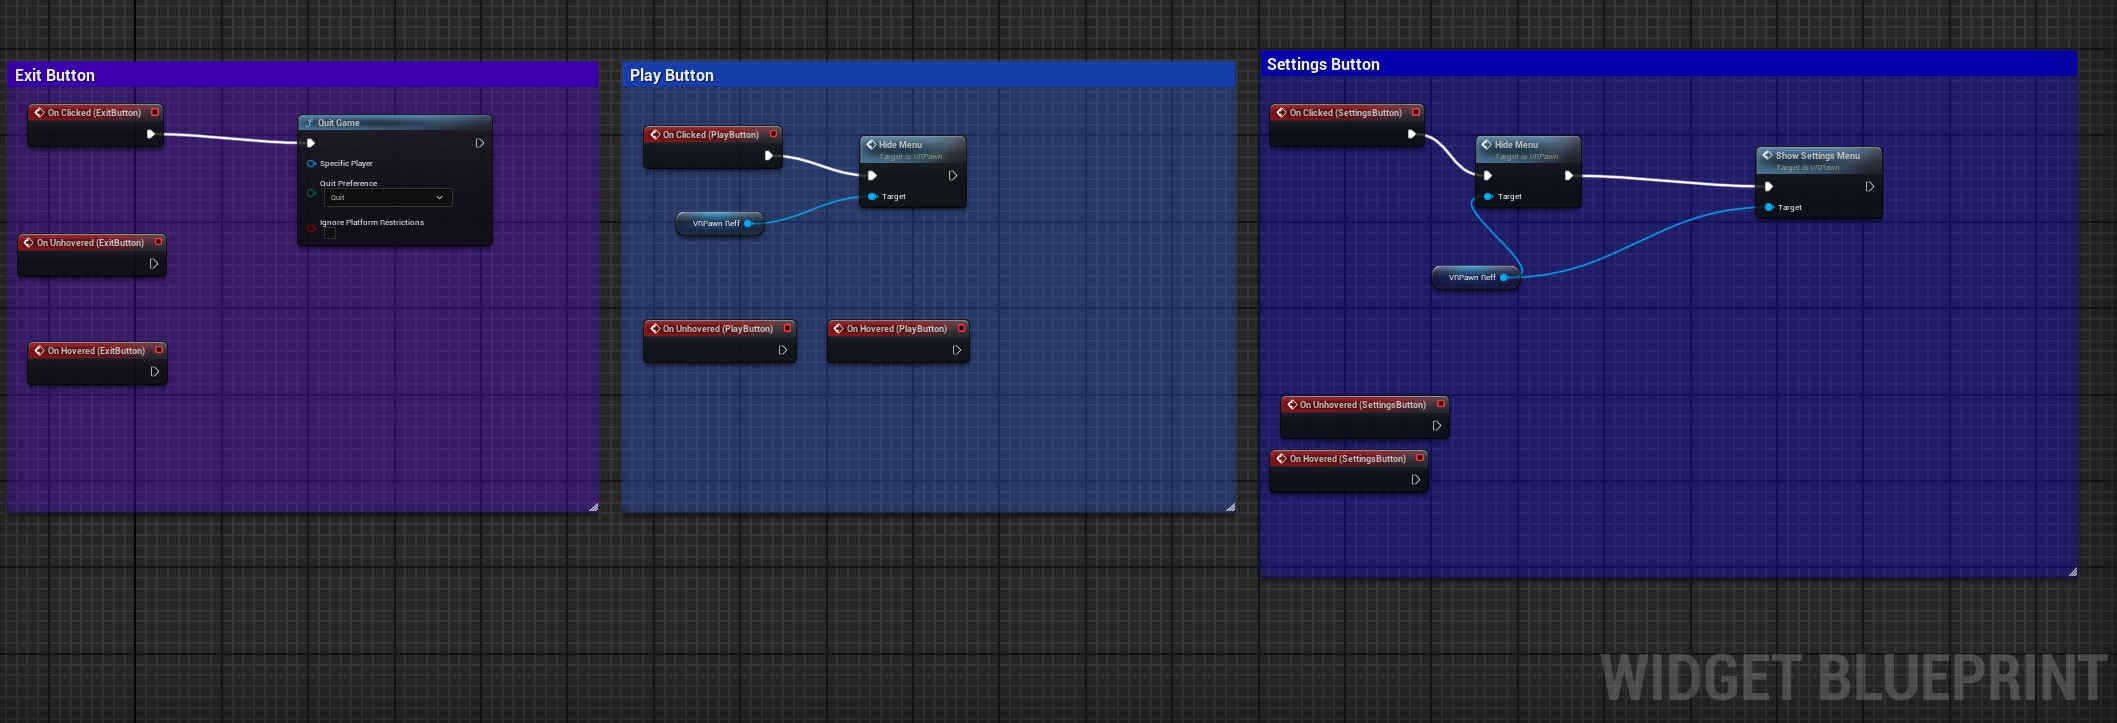 Exit Button
On Clicked (ExitButton)
Quit Game
Specific Player
Quit Preference
Quit
Ignore Platform Restrictions
On Unhovered (ExitButton)
On Hovered (ExitButton)
Play Button
On Clicked (PlayButton)
Hide Menu
Target is VRPawn
Target
VRPawn Reff
On Unhovered (PlayButton)
On Hovered (PlayButton)
Settings Button
On Clicked (SettingsButton)
Hide Menu
Target is VRPawn
Target
Show Settings Menu
Target is VRPawn
Target
VRPawn Reff
On Unhovered (SettingsButton)
On Hovered (SettingsButton)
WIDGET BLUEPRINT